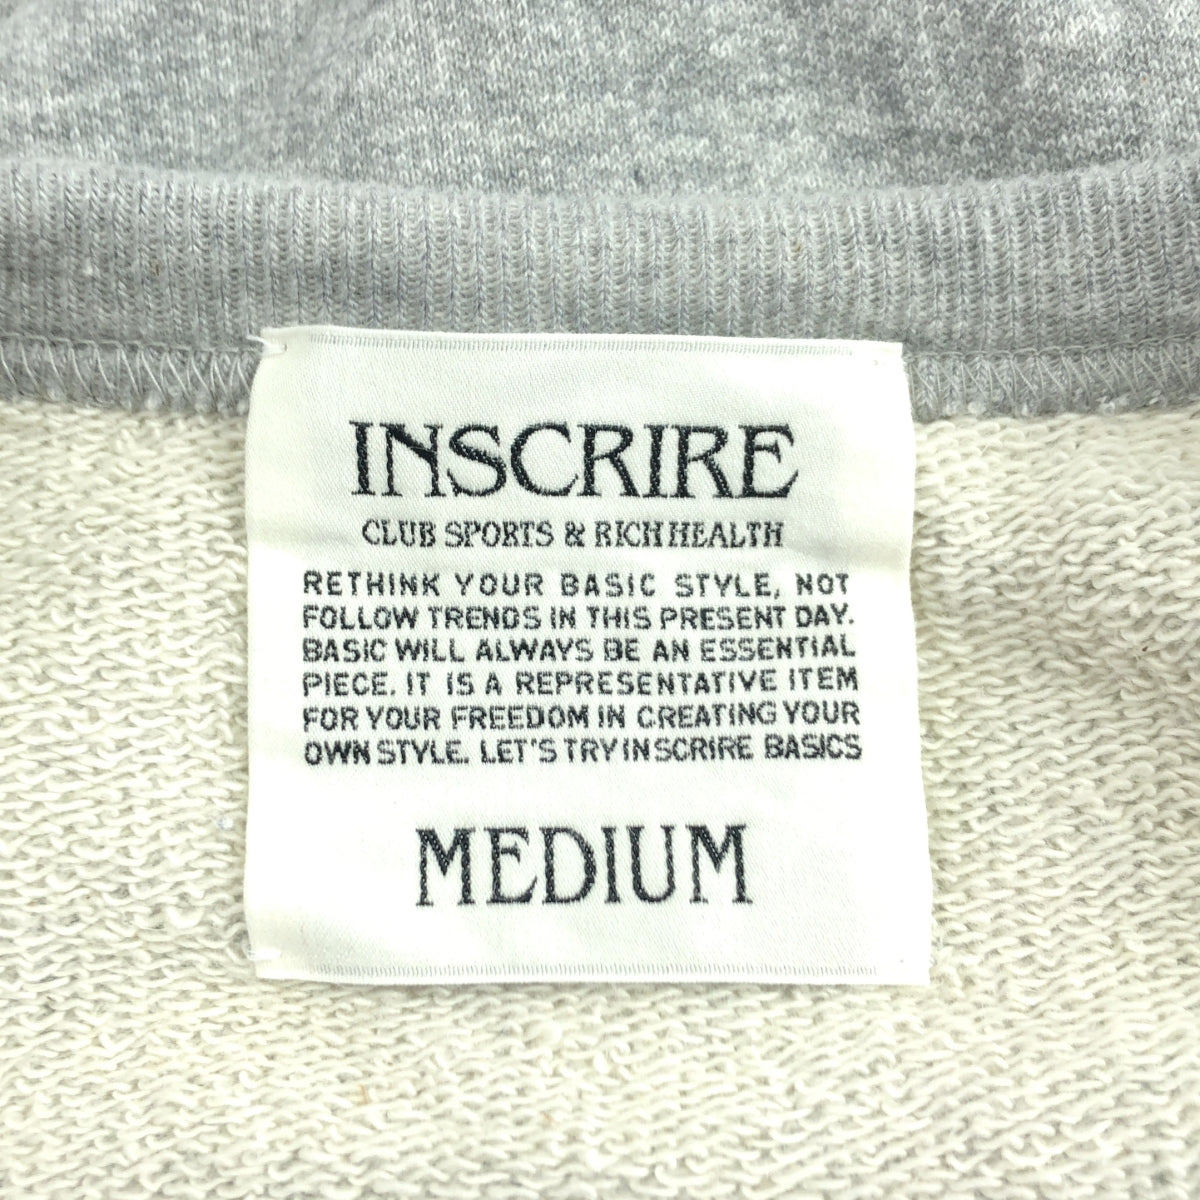 INSCRIRE
CLUB SPORTS & RICH HEALTH
RETHINK YOUR BASIC STYLE, NOT
FOLLOW TRENDS IN THIS PRESENT DAY.
BASIC WILL ALWAYS BE AN ESSENTIAL
PIECE. IT IS A REPRESENTATIVE ITEM
FOR YOUR FREEDOM IN CREATING YOUR
OWN STYLE. LET'S TRY INSCRIRE BASICS
MEDIUM